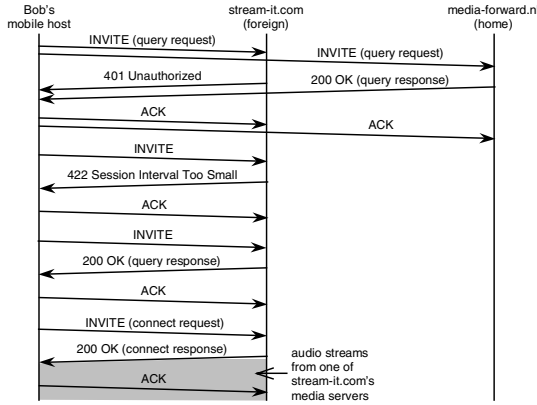 Bob's
mobile host
stream-it.com
(foreign)
media-forward.n
(home)
INVITE (query request)
INVITE (query request)
401 Unauthorized
200 OK (query response)
ACK
ACK
INVITE
422 Session Interval Too Small
ACK
INVITE
200 OK (query response)
ACK
INVITE (connect request)
200 OK (connect response)
audio streams
from one of
stream-it.com's
media servers
ACK